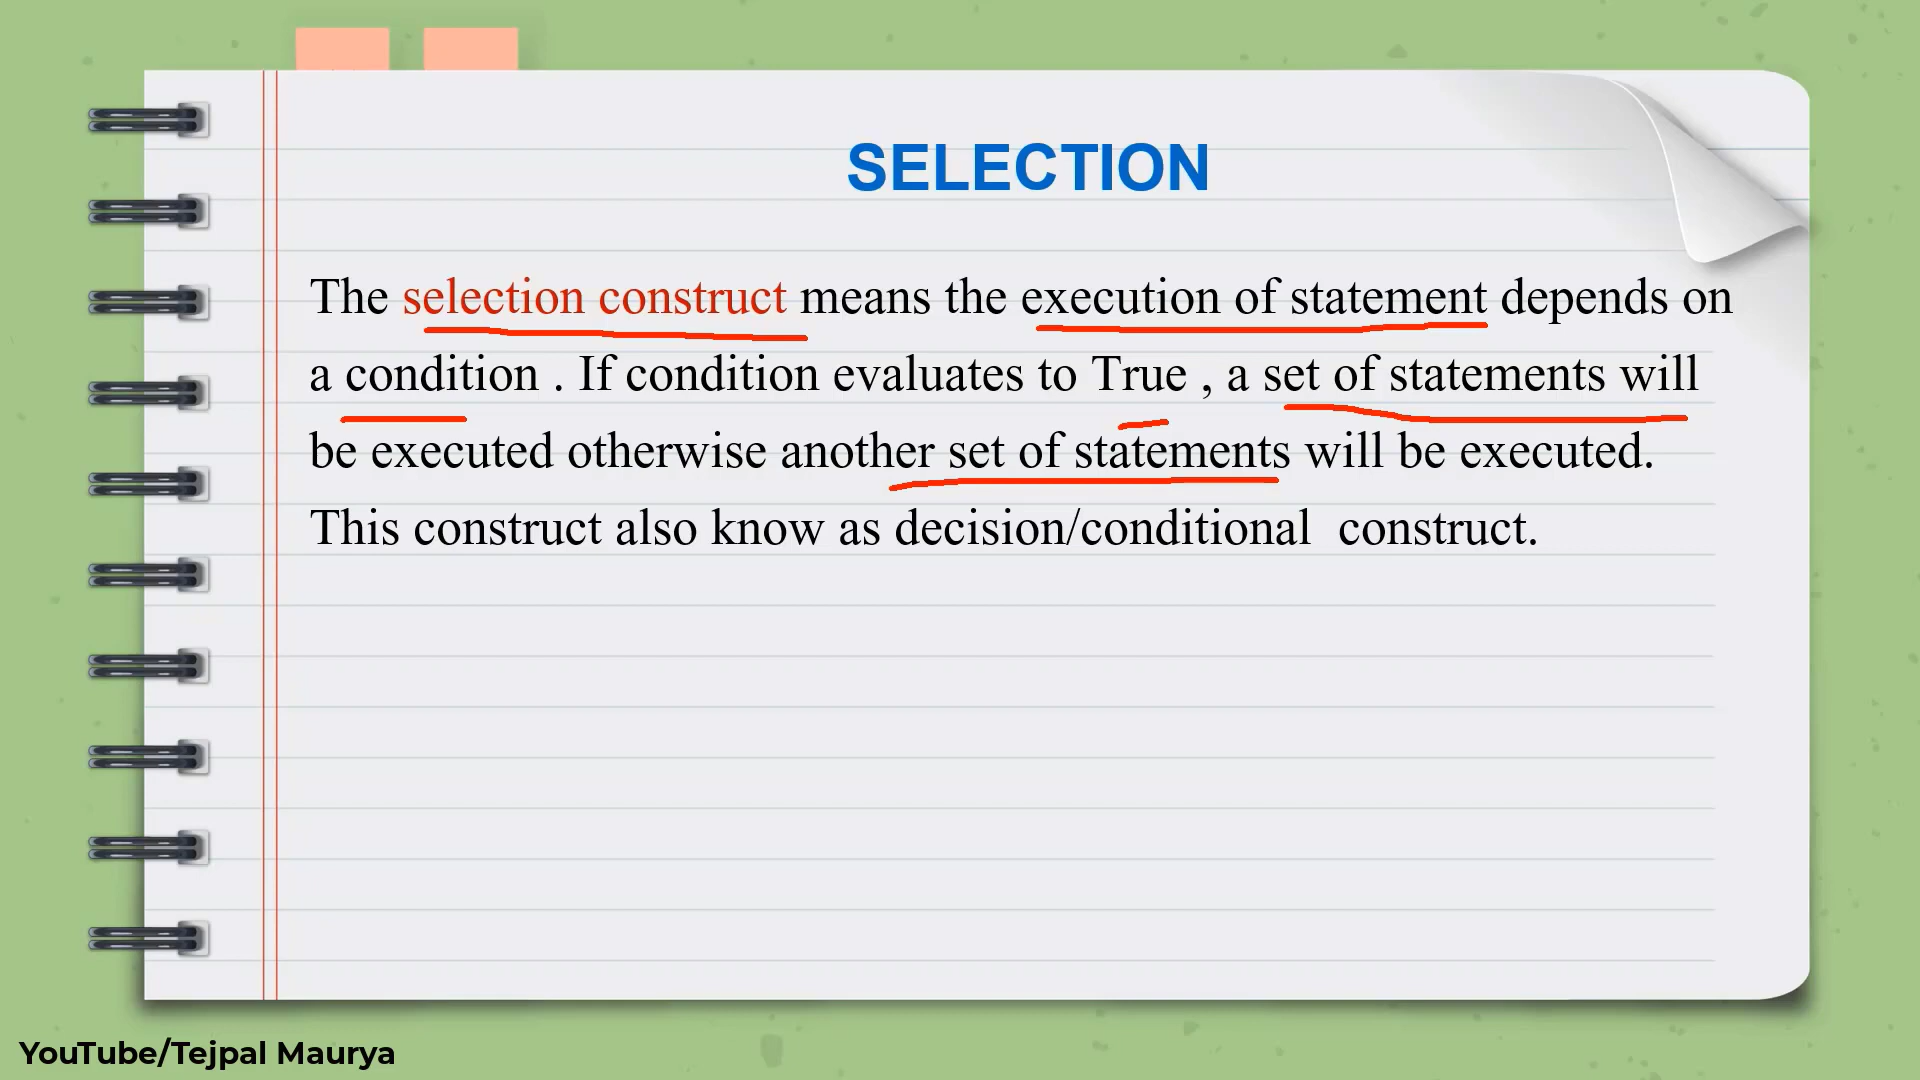 SELECTION
The selection construct means the execution of statement depends on
a condition . If condition evaluates to True , a set of statements will
be executed otherwise another set of statements will be executed.
This construct also know as decision/conditional  construct.
YouTube/Tejpal Maurya